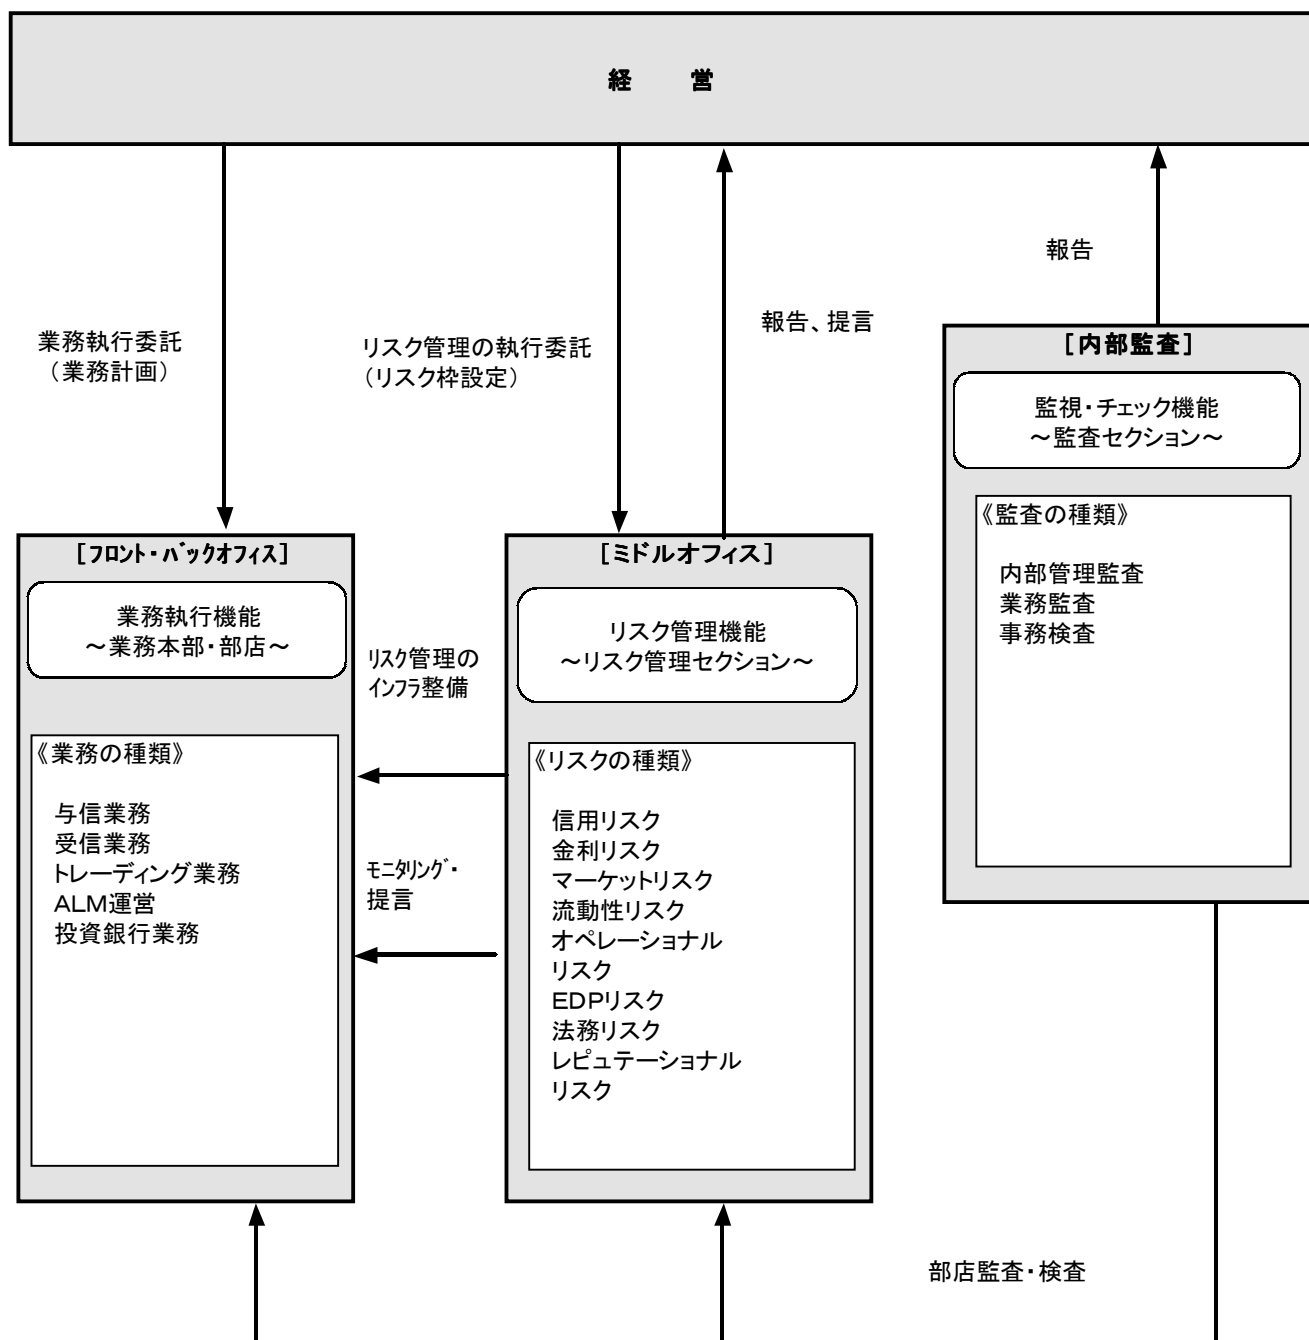 経　営
業務執行委託
（業務計画）
リスク管理の執行委託
（リスク枠設定）
報告、提言
報告
［内部監査］
監視・チェック機能
～監査セクション～
《監査の種類》
内部管理監査
業務監査
事務検査
［ﾌﾛﾝﾄ・ﾊﾞｯｸｵﾌｨｽ］
業務執行機能
～業務本部・部店～
《業務の種類》
与信業務
受信業務
トレーディング業務
ＡＬＭ運営
投資銀行業務
ﾘｽｸ管理の
ｲﾝﾌﾗ整備
ﾓﾆﾀﾘﾝｸﾞ・
提言
［ミドルオフィス］
リスク管理機能
～リスク管理セクション～
《リスクの種類》
信用リスク
金利リスク
マーケットリスク
流動性リスク
オペレーショナル
リスク
ＥＤＰリスク
法務リスク
レピュテーショナル
リスク
部店監査・検査